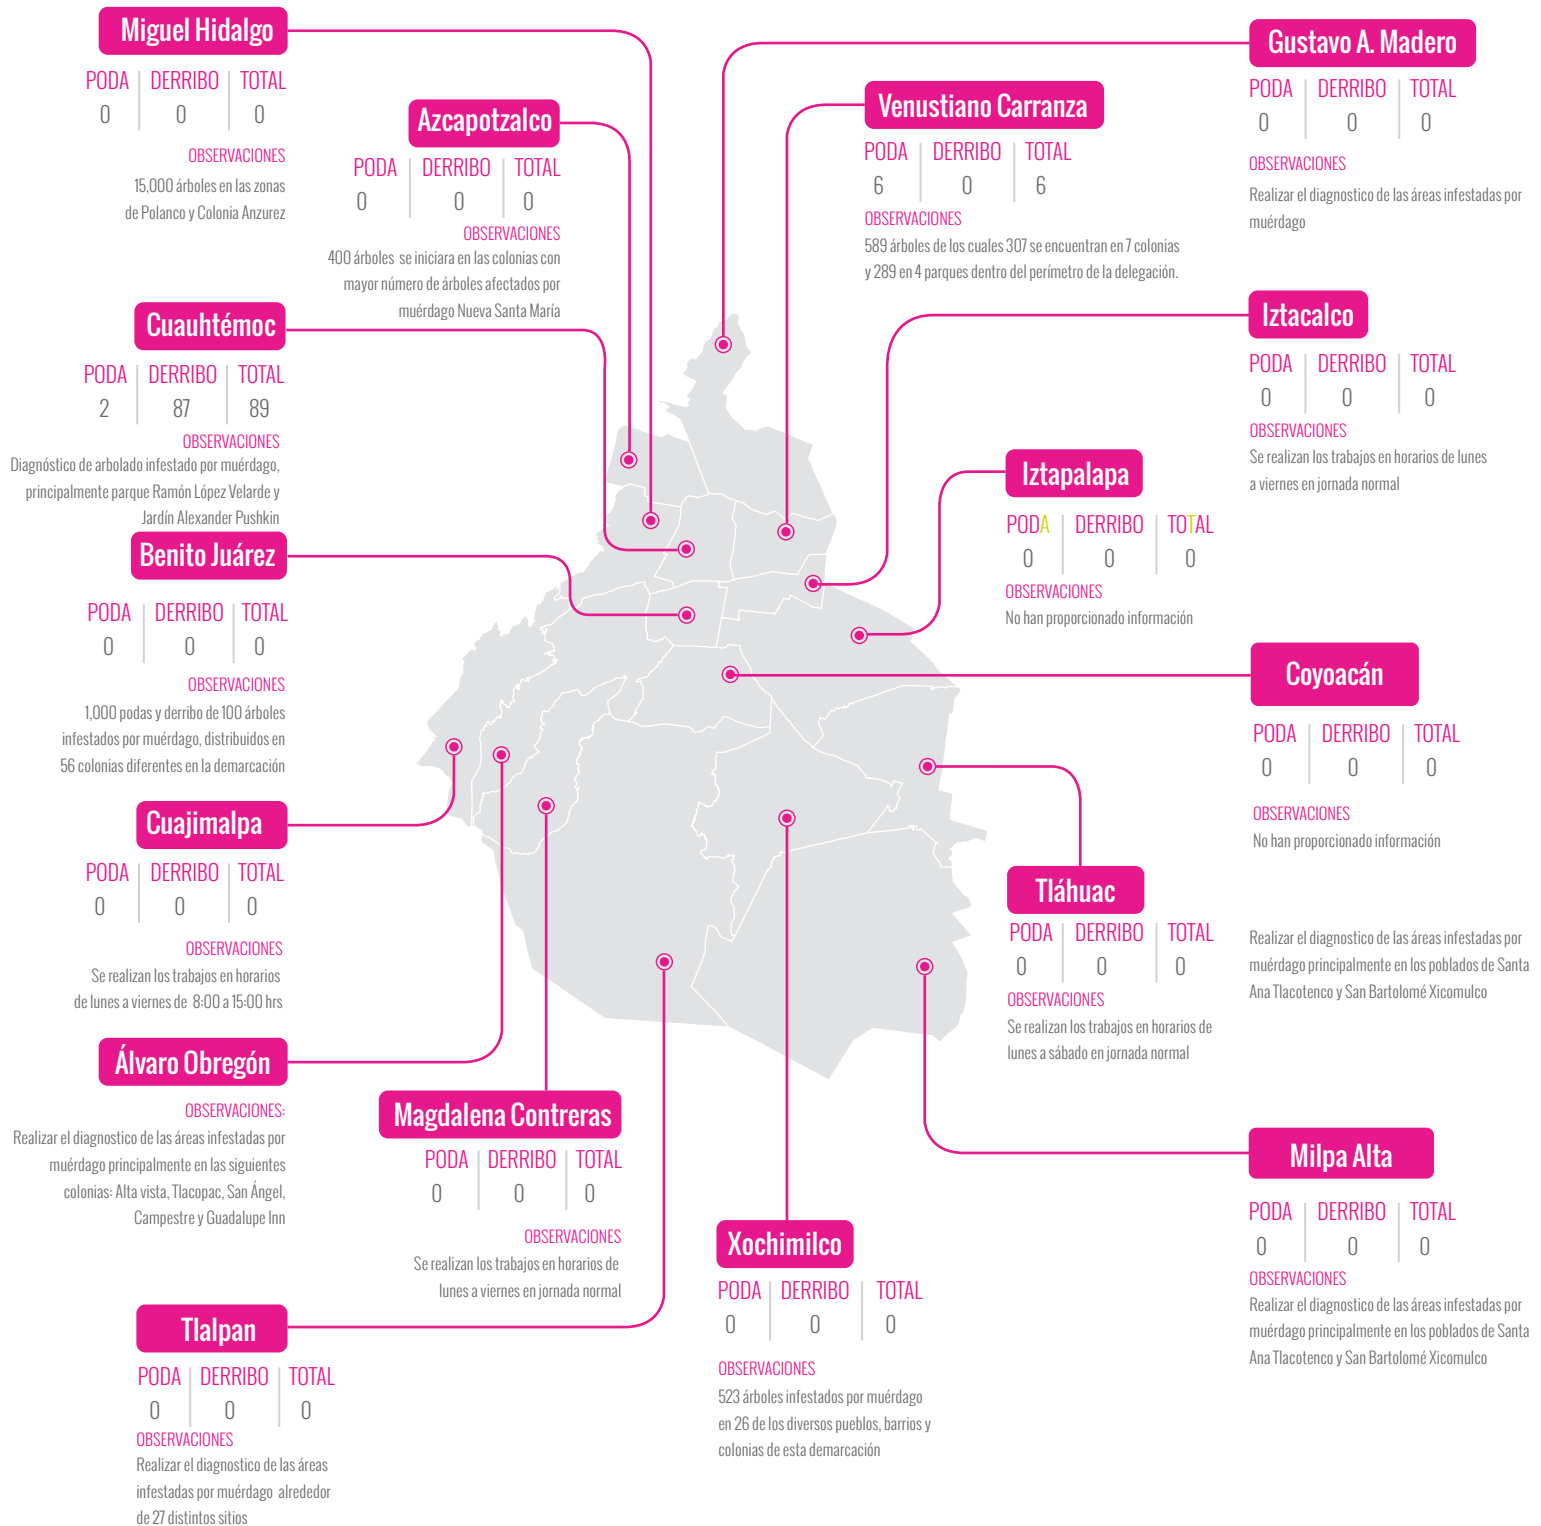 Miguel Hidalgo
PODA DERRIBO TOTAL
0 0 0
OBSERVACIONES
15,000 árboles en las zonas
de Polanco y Colonia Anzurez
Azcapotzalco
PODA DERRIBO TOTAL
0 0 0
OBSERVACIONES
400 árboles se iniciara en las colonias con
mayor número de árboles afectados por
muérdago Nueva Santa María
Venustiano Carranza
PODA DERRIBO TOTAL
6 0 6
OBSERVACIONES
589 árboles de los cuales 307 se encuentran en 7 colonias
y 289 en 4 parques dentro del perímetro de la delegación.
Gustavo A. Madero
PODA DERRIBO TOTAL
0 0 0
OBSERVACIONES
Realizar el diagnostico de las áreas infestadas por
muérdago
Cuauhtémoc
PODA DERRIBO TOTAL
2 87 89
OBSERVACIONES
Diagnóstico de arbolado infestado por muérdago,
principalmente parque Ramón López Velarde y
Jardín Alexander Pushkin
Iztacalco
PODA DERRIBO TOTAL
0 0 0
OBSERVACIONES
Se realizan los trabajos en horarios de lunes
a viernes en jornada normal
Iztapalapa
PODA DERRIBO TOTAL
0 0 0
OBSERVACIONES
No han proporcionado información
Benito Juárez
PODA DERRIBO TOTAL
0 0 0
OBSERVACIONES
1,000 podas y derribo de 100 árboles
infestados por muérdago, distribuidos en
56 colonias diferentes en la demarcación
Coyoacán
PODA DERRIBO TOTAL
0 0 0
OBSERVACIONES
No han proporcionado información
Cuajimalpa
PODA DERRIBO TOTAL
0 0 0
OBSERVACIONES
Se realizan los trabajos en horarios
de lunes a viernes de 8:00 a 15:00 hrs
Tláhuac
PODA DERRIBO TOTAL
0 0 0
OBSERVACIONES
Se realizan los trabajos en horarios de
lunes a sábado en jornada normal
Realizar el diagnostico de las áreas infestadas por
muérdago principalmente en los poblados de Santa
Ana Tlacotenco y San Bartolomé Xicomulco
Álvaro Obregón
OBSERVACIONES:
Realizar el diagnostico de las áreas infestadas por
muérdago principalmente en las siguientes
colonias: Alta vista, Tlacopac, San Ángel,
Campestre y Guadalupe Inn
Magdalena Contreras
PODA DERRIBO TOTAL
0 0 0
OBSERVACIONES
Se realizan los trabajos en horarios de
lunes a viernes en jornada normal
Milpa Alta
PODA DERRIBO TOTAL
0 0 0
OBSERVACIONES
Realizar el diagnostico de las áreas infestadas por
muérdago principalmente en los poblados de Santa
Ana Tlacotenco y San Bartolomé Xicomulco
Xochimilco
PODA DERRIBO TOTAL
0 0 0
OBSERVACIONES
523 árboles infestados por muérdago
en 26 de los diversos pueblos, barrios y
colonias de esta demarcación
Tlalpan
PODA DERRIBO TOTAL
0 0 0
OBSERVACIONES
Realizar el diagnostico de las áreas
infestadas por muérdago alrededor
de 27 distintos sitios